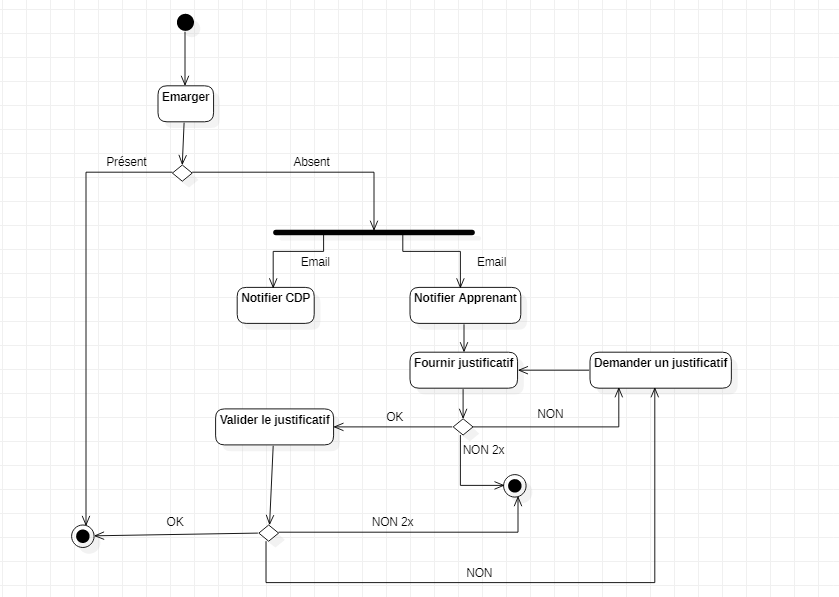 Emarger
Présent
Absent
Email
Email
Notifier CDP
Notifier Apprenant
Fournir justificatif
Demander un justificatif
Valider le justificatif
OK
NON
NON 2x
OK
NON 2x
NON